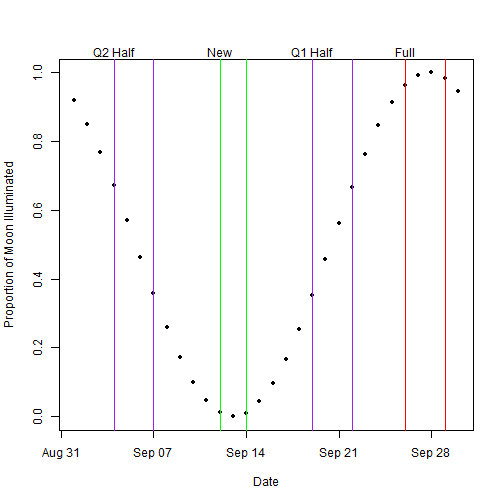 Q2 Half New Q1 Half Full
1.0
0.8
0.6
0.4
0.2
0.0
Proportion of Moon Illuminated
Aug 31 Sep 07 Sep 14 Sep 21 Sep 28
Date